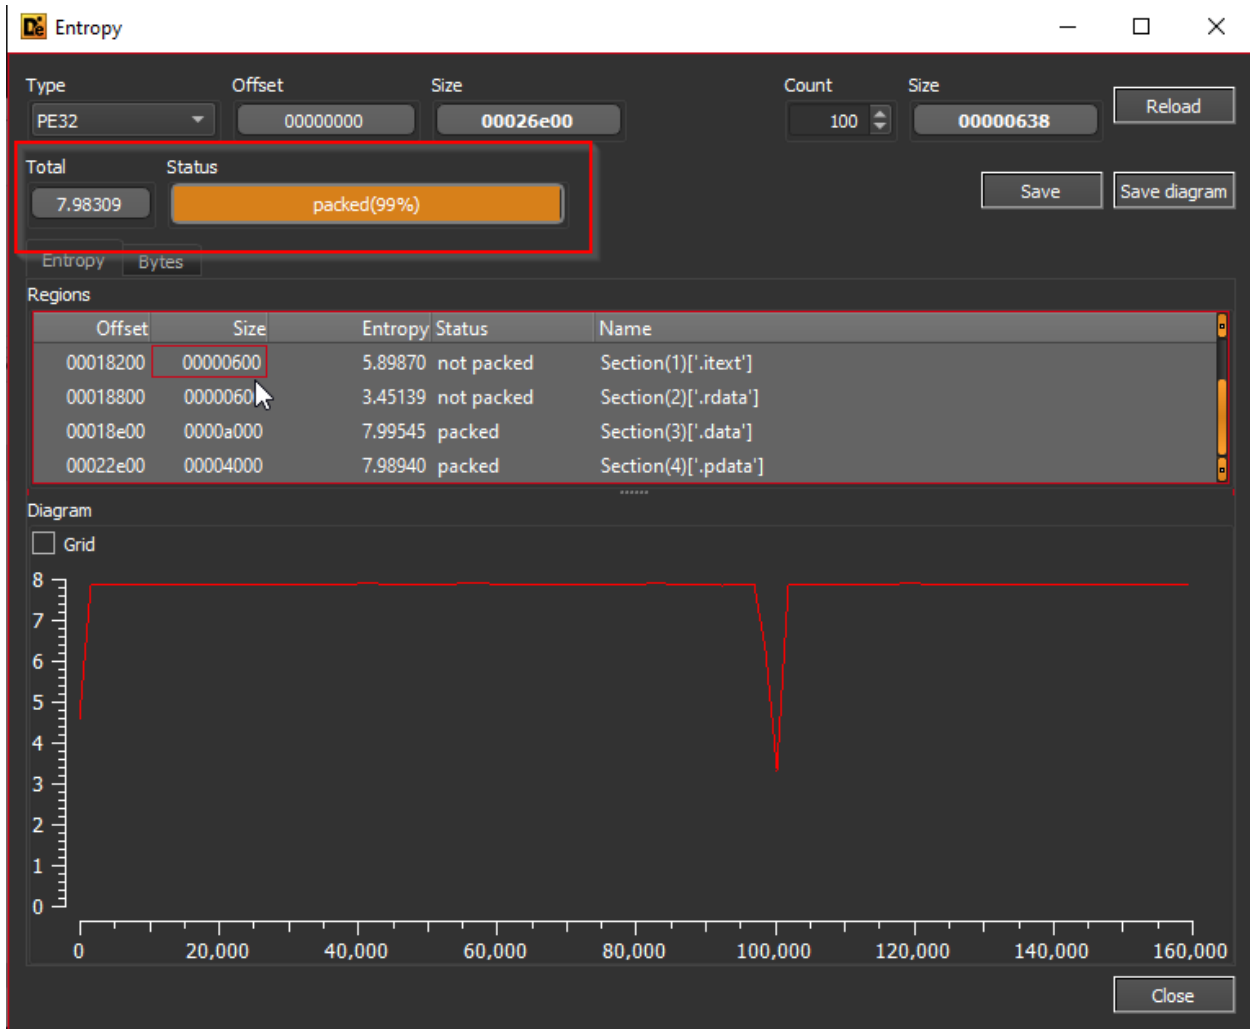 De Entropy
Type Offset Size Count Size
PE32 00000000 00026e00 100 00000638 Reload
Total Status
7.98309 packed(99%) Save Save diagram
Entropy Bytes
Regions
Offset Size Entropy Status Name
00018200 00000600 5.89870 not packed Section(1)['.itext']
00018800 0000060 3.45139 not packed Section(2)['.rdata']
00018e00 0000a000 7.99545 packed Section(3)['.data']
00022e00 00004000 7.98940 packed Section(4)['.pdata']
Diagram
Grid
8
7
6
5
4
3
2
1
0
0 20,000 40,000 60,000 80,000 100,000 120,000 140,000 160,000
Close